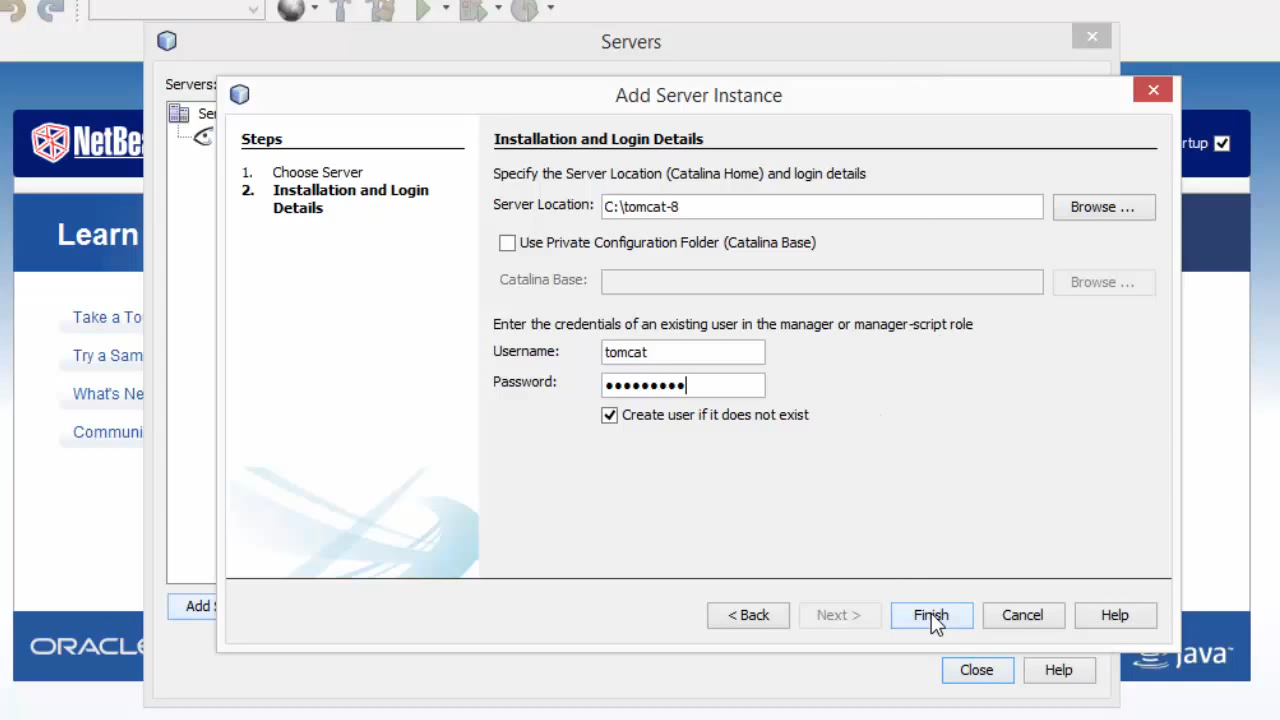 Servers
Servers:
Add Server Instance
Steps
1. Choose Server
2. Installation and Login
Details
Installation and Login Details
Specify the Server Location (Catalina Home) and login details
Server Location: C:\tomcat-8 Browse ...
Use Private Configuration Folder (Catalina Base)
Catalina Base: Browse ...
Enter the credentials of an existing user in the manager or manager-script role
Username: tomcat
Password: •••••••••
Create user if it does not exist
< Back Next > Finish Cancel Help
Close Help
Ser
NetBea
rtup
Learn
Take a To
Try a Sam
What's Ne
Communi
Add S
ORACLE
Java